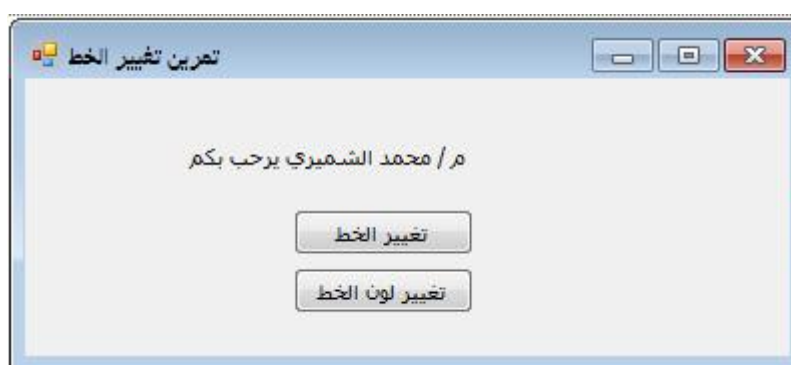 تمرين تغيير الخط
م / محمد الشميري يرحب بكم
تغيير الخط
تغيير لون الخط